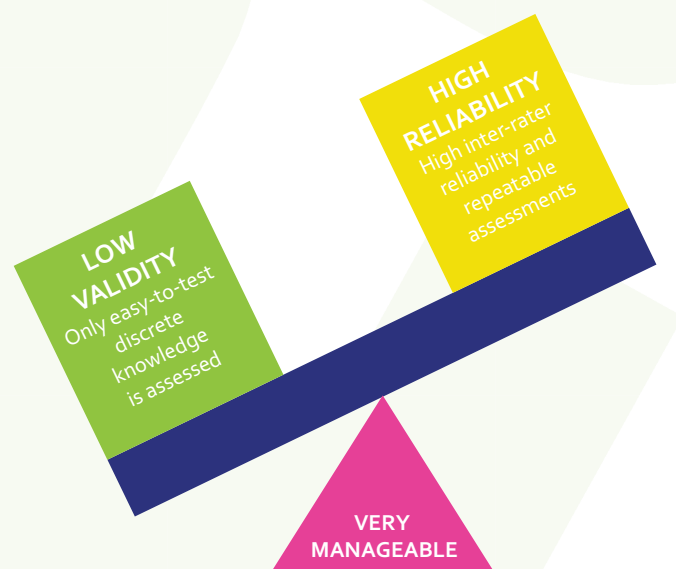 LOW
VALIDITY
Only easy-to-test
discrete
knowledge
is assessed
HIGH
RELIABILITY
High inter-rater
reliability and
repeatable
assessments
VERY
MANAGEABLE